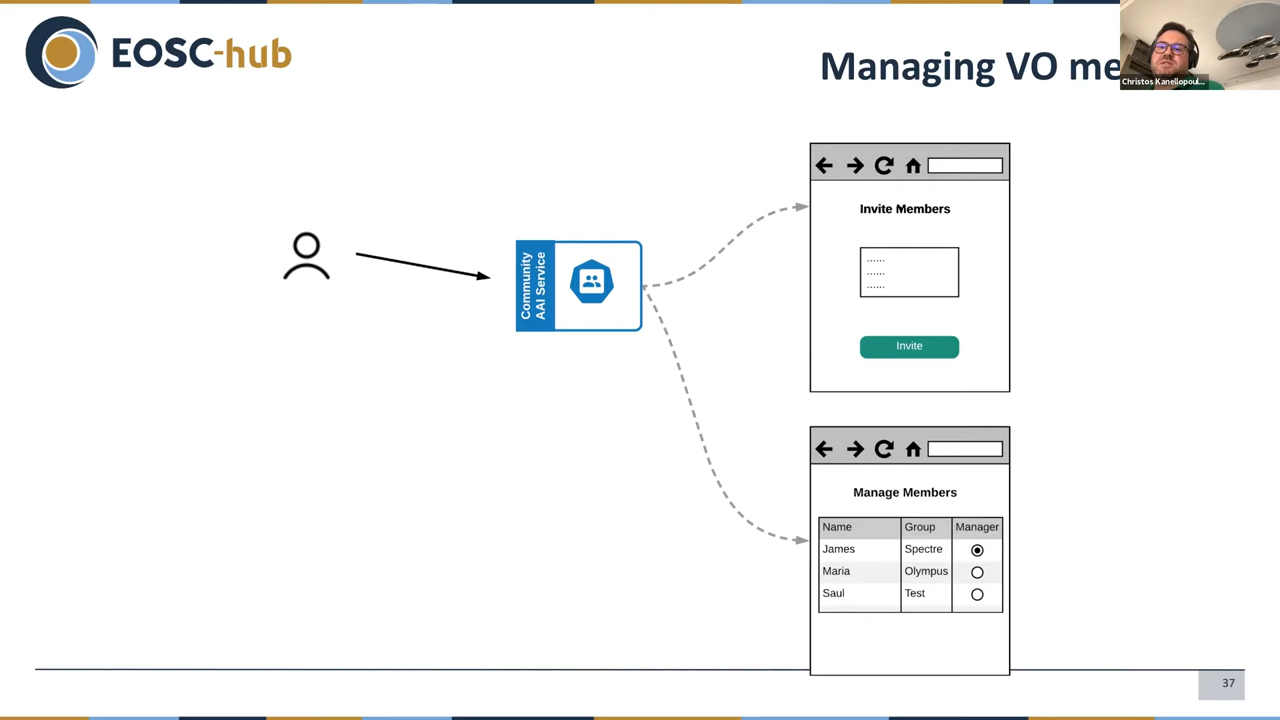 EOSC-hub
Managing VO me
Christos Kanellopoul...
Community
AAI Service
Invite Members
......
......
......
Invite
Manage Members
Name Group Manager
James Spectre
Maria Olympus
Saul Test
37